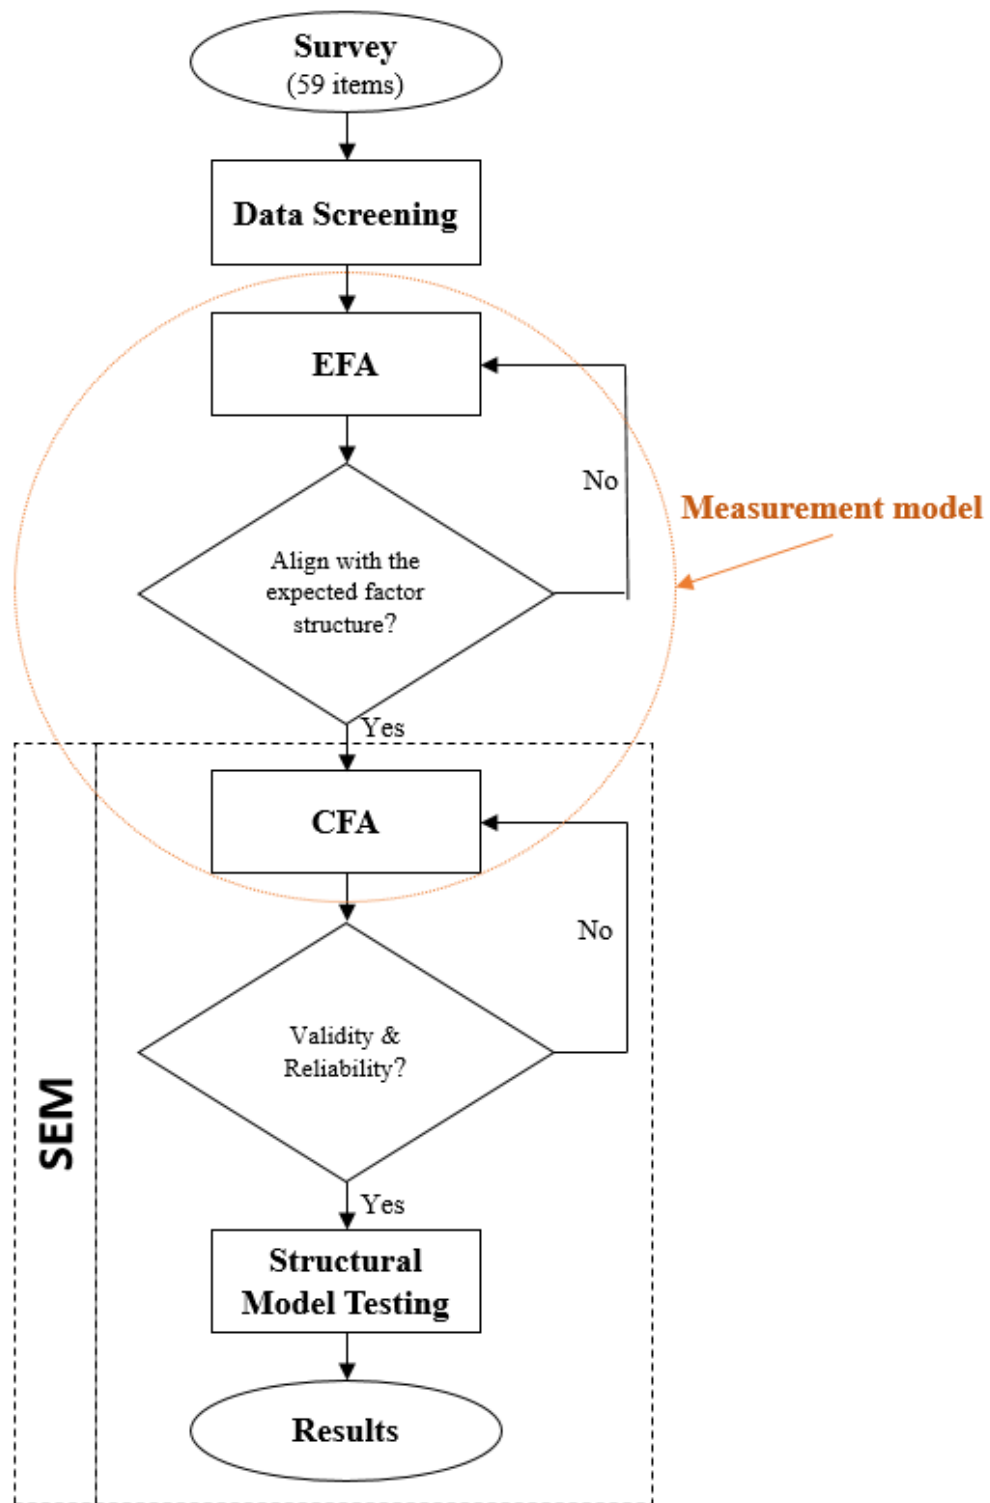 Survey
(59 items)
Data Screening
EFA
No
Measurement model
Align with the
expected factor
structure?
Yes
CFA
No
Validity &
Reliability?
SEM
Yes
Structural
Model Testing
Results